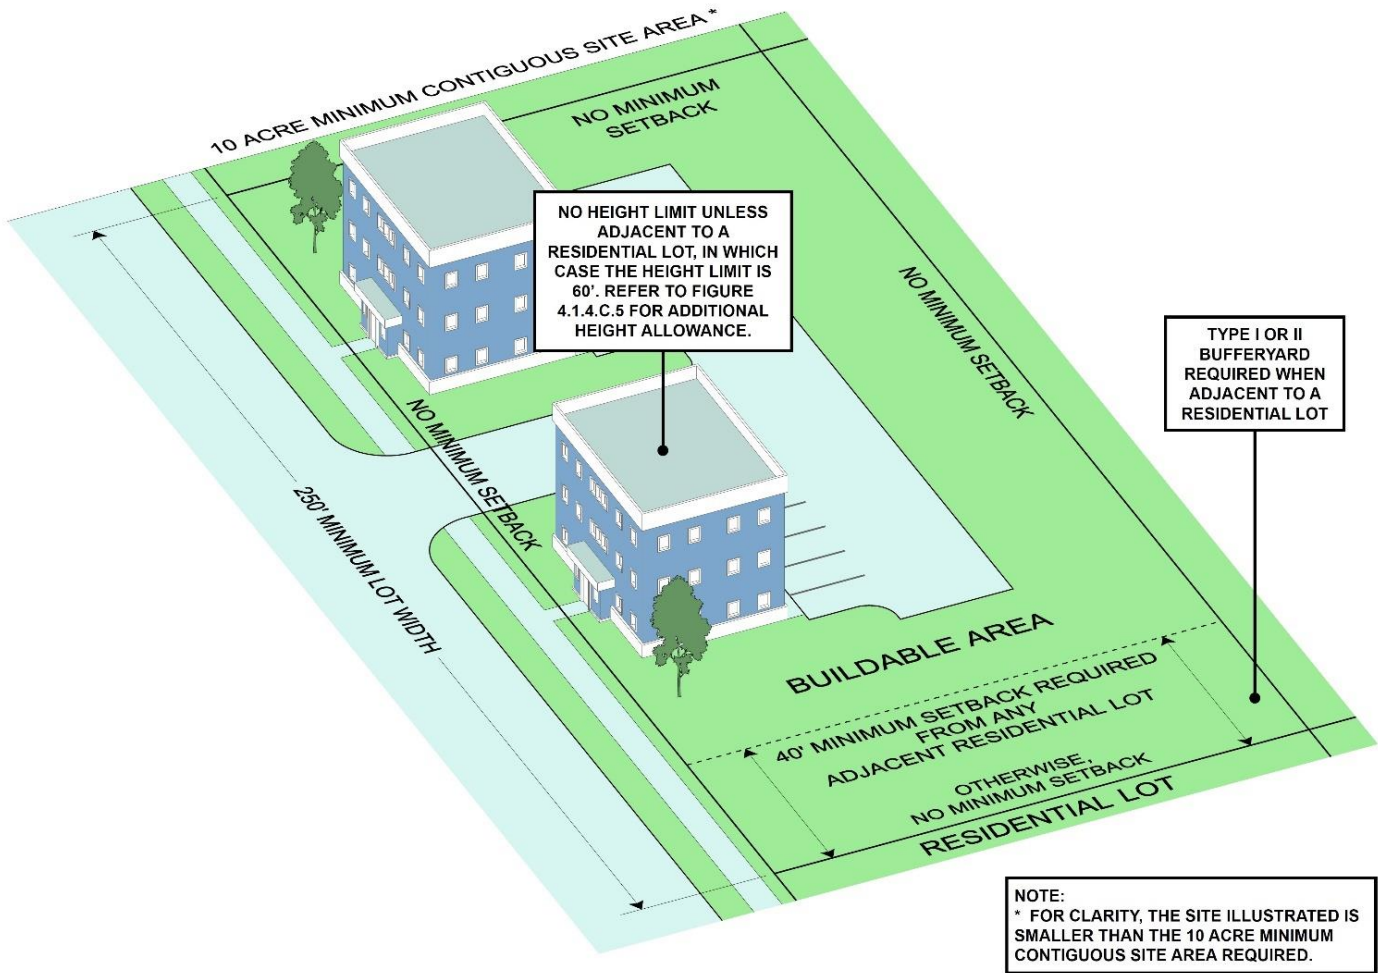 10 ACRE MINIMUM CONTIGUOUS SITE AREA *
NO MINIMUM
SETBACK
NO HEIGHT LIMIT UNLESS
ADJACENT TO A
RESIDENTIAL LOT, IN WHICH
CASE THE HEIGHT LIMIT IS
60'. REFER TO FIGURE
4.1.4.C.5 FOR ADDITIONAL
HEIGHT ALLOWANCE.
NO MINIMUM SETBACK
TYPE I OR II
BUFFERYARD
REQUIRED WHEN
ADJACENT TO A
RESIDENTIAL LOT
NO MINIMUM SETBACK
250' MINIMUM LOT WIDTH
BUILDABLE AREA
40' MINIMUM SETBACK REQUIRED
FROM ANY
ADJACENT RESIDENTIAL LOT
OTHERWISE,
NO MINIMUM SETBACK
RESIDENTIAL LOT
NOTE:
* FOR CLARITY, THE SITE ILLUSTRATED IS
SMALLER THAN THE 10 ACRE MINIMUM
CONTIGUOUS SITE AREA REQUIRED.